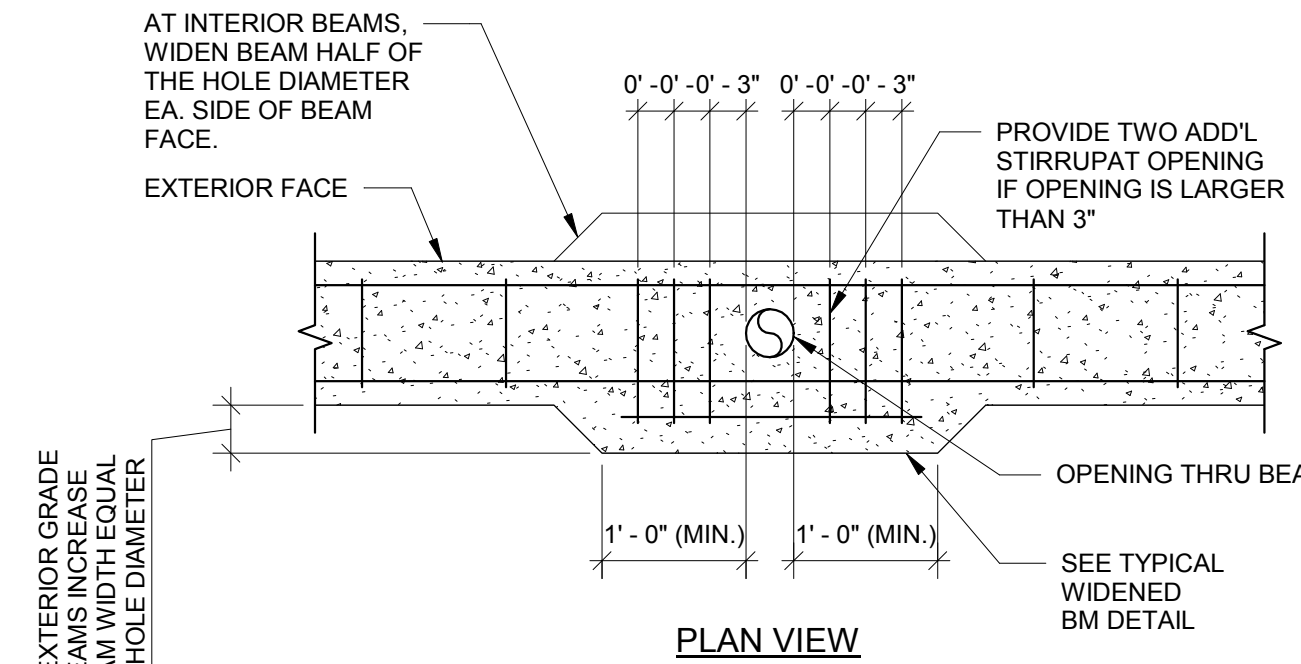 AT INTERIOR BEAMS,
WIDEN BEAM HALF OF
THE HOLE DIAMETER
EA. SIDE OF BEAM
FACE.
EXTERIOR FACE
0' -0' -0' - 3" 0' -0' -0' - 3"
PROVIDE TWO ADD'L
STIRRUPAT OPENING
IF OPENING IS LARGER
THAN 3"
OPENING THRU BEA
1' - 0" (MIN.) 1' - 0" (MIN.)
SEE TYPICAL
WIDENED
BM DETAIL
EXTERIOR GRADE
EAMS INCREASE
AM WIDTH EQUAL
HOLE DIAMETER
PLAN VIEW